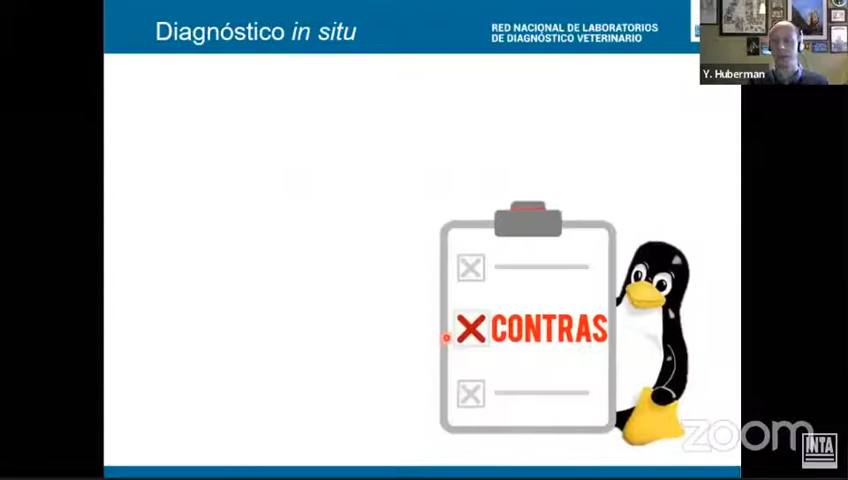 Diagnóstico in situ
RED NACIONAL DE LABORATORIOS
DE DIAGNÓSTICO VETERINARIO
Y. Huberman
CONTRAS
zoom
INTA